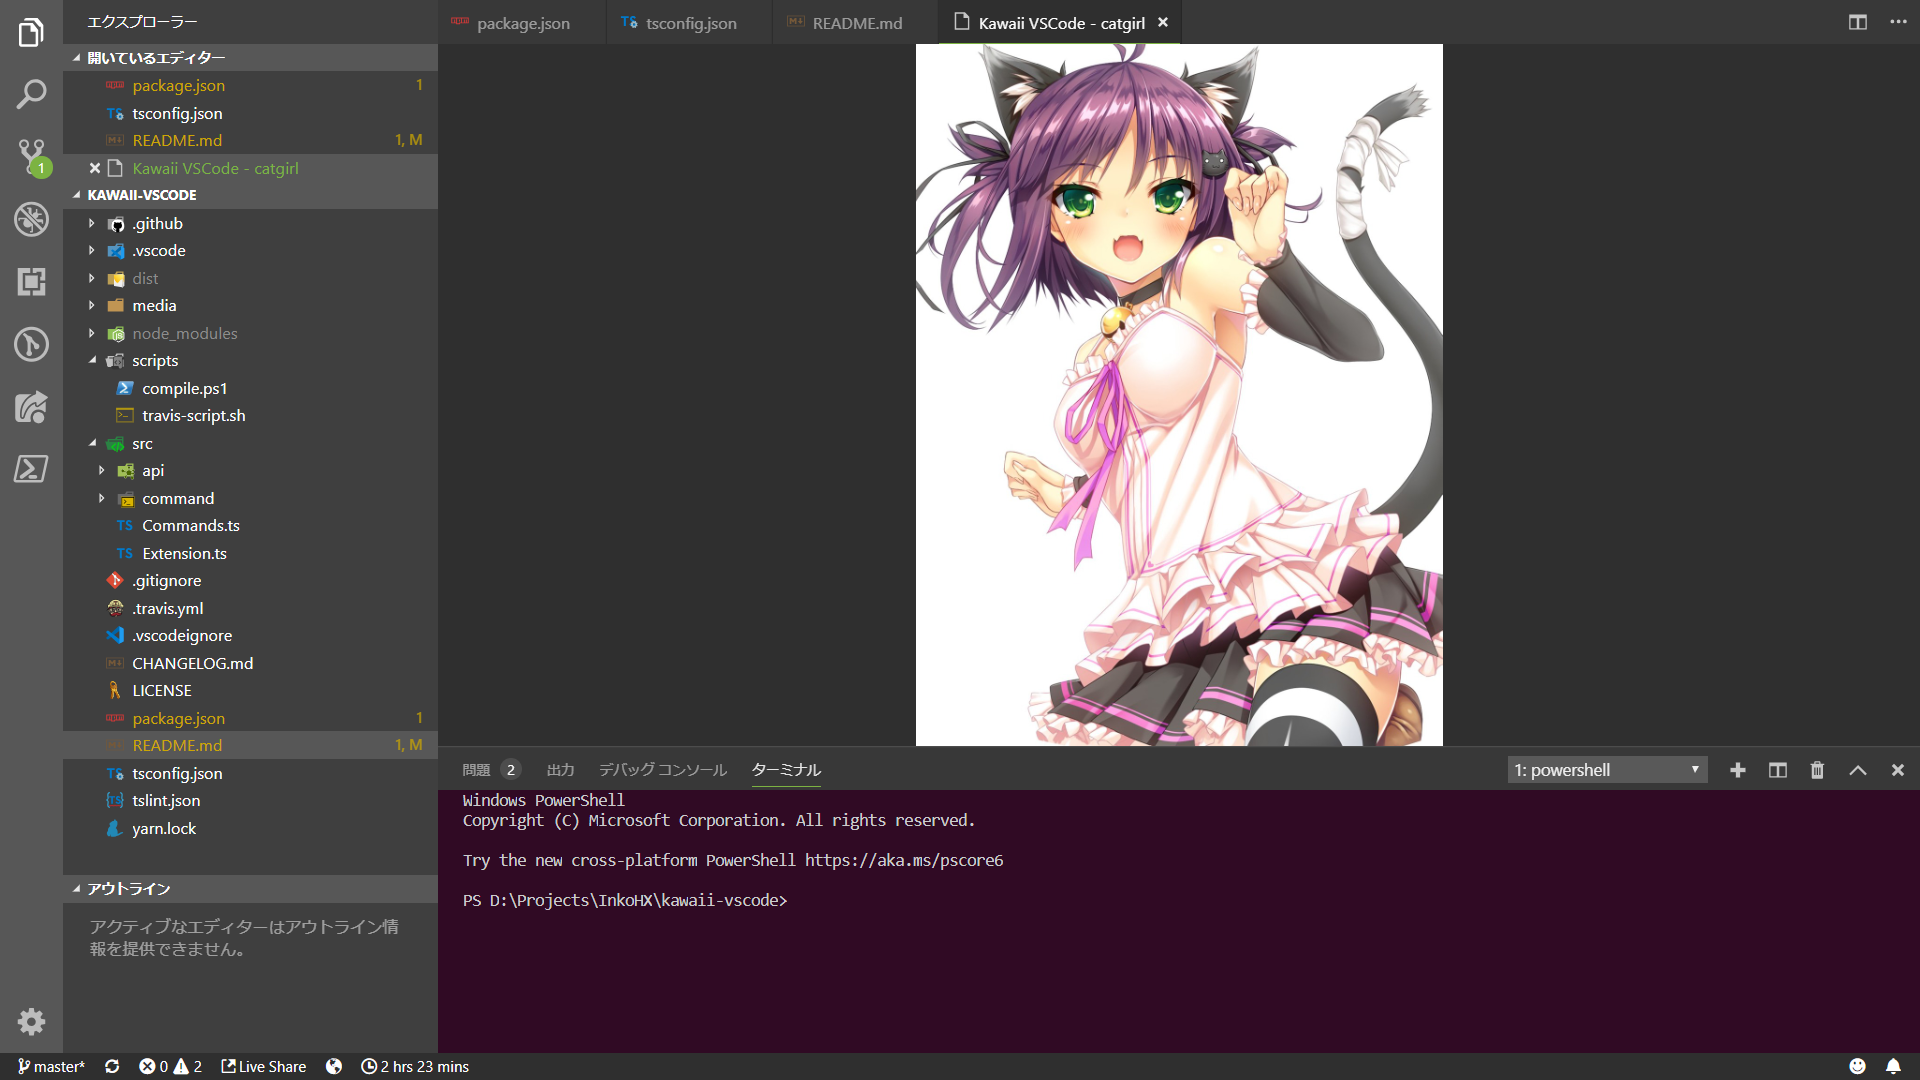 エクスプローラー
開いているエディター
package.json 1
tsconfig.json
README.md 1, M
Kawaii VSCode - catgirl
KAWAII-VSCODE
.github
.vscode
dist
media
node_modules
scripts
compile.ps1
travis-script.sh
src
api
command
TS Commands.ts
TS Extension.ts
.gitignore
.travis.yml
.vscodeignore
CHANGELOG.md
LICENSE
package.json 1
README.md 1, M
tsconfig.json
tslint.json
yarn.lock
アウトライン
アクティブなエディターはアウトライン情
報を提供できません。
package.json
tsconfig.json
README.md
Kawaii VSCode - catgirl
問題 2 出力 デバッグ コンソール ターミナル
1: powershell
Windows PowerShell
Copyright (C) Microsoft Corporation. All rights reserved.
Try the new cross-platform PowerShell https://aka.ms/pscore6
PS D:\Projects\InkoHX\kawaii-vscode>
1
master* 0 2 Live Share 2 hrs 23 mins